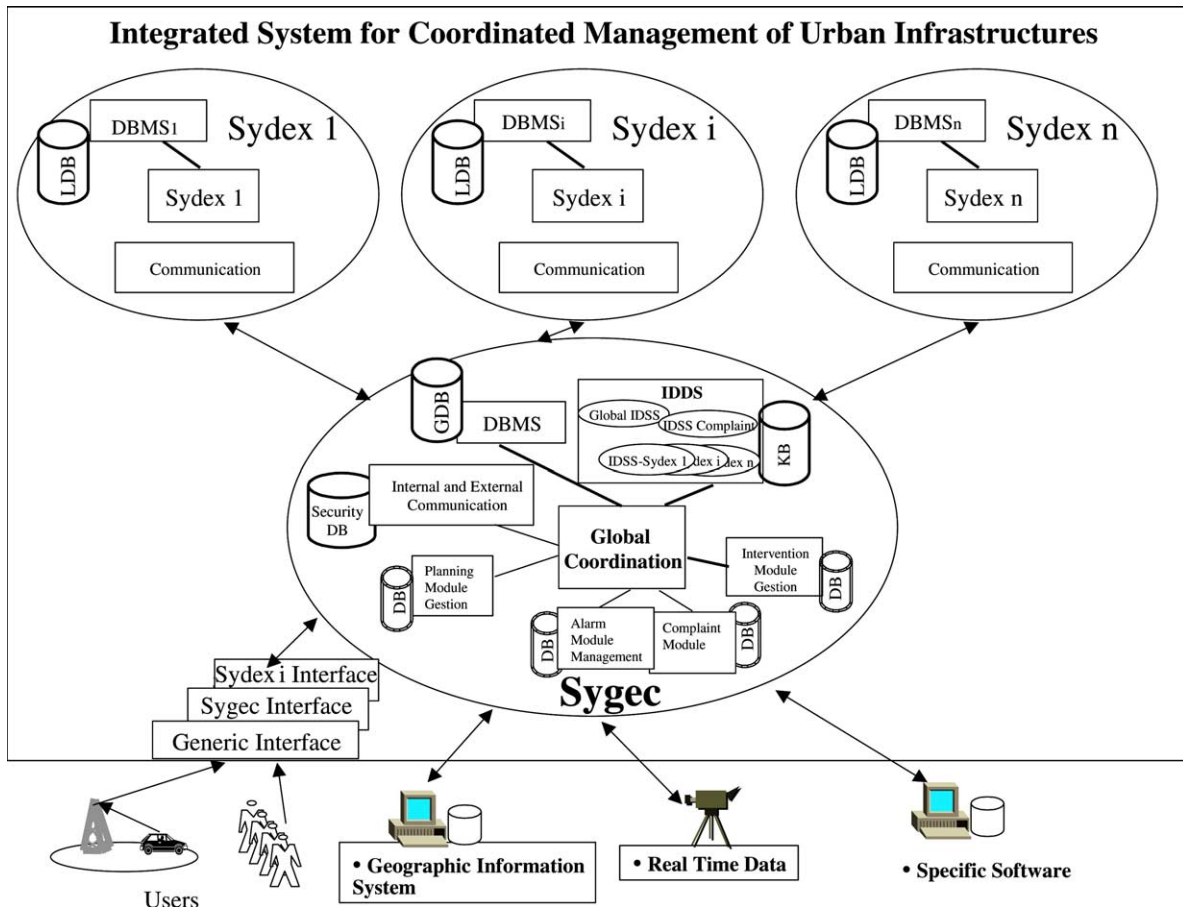 Integrated System for Coordinated Management of Urban Infrastructures
DBMS1
Sydex 1
LDB
Sydex 1
Communication
DBMSi
Sydex i
LDB
Sydex i
Communication
DBMSn
Sydex n
LDB
Sydex n
Communication
GDB
DBMS
IDDS
Global IDSS
IDSS Complaint
IDSS-Sydex 1
dex i
dex n
KB
Security
DB
Internal and External
Communication
Global
Coordination
Planning
Module
Gestion
DB
Intervention
Module
Gestion
DB
DB
Alarm
Module
Management
Complaint
Module
DB
Sygec
Sydex i Interface
Sygec Interface
Generic Interface
Users
• Geographic Information
System
• Real Time Data
• Specific Software